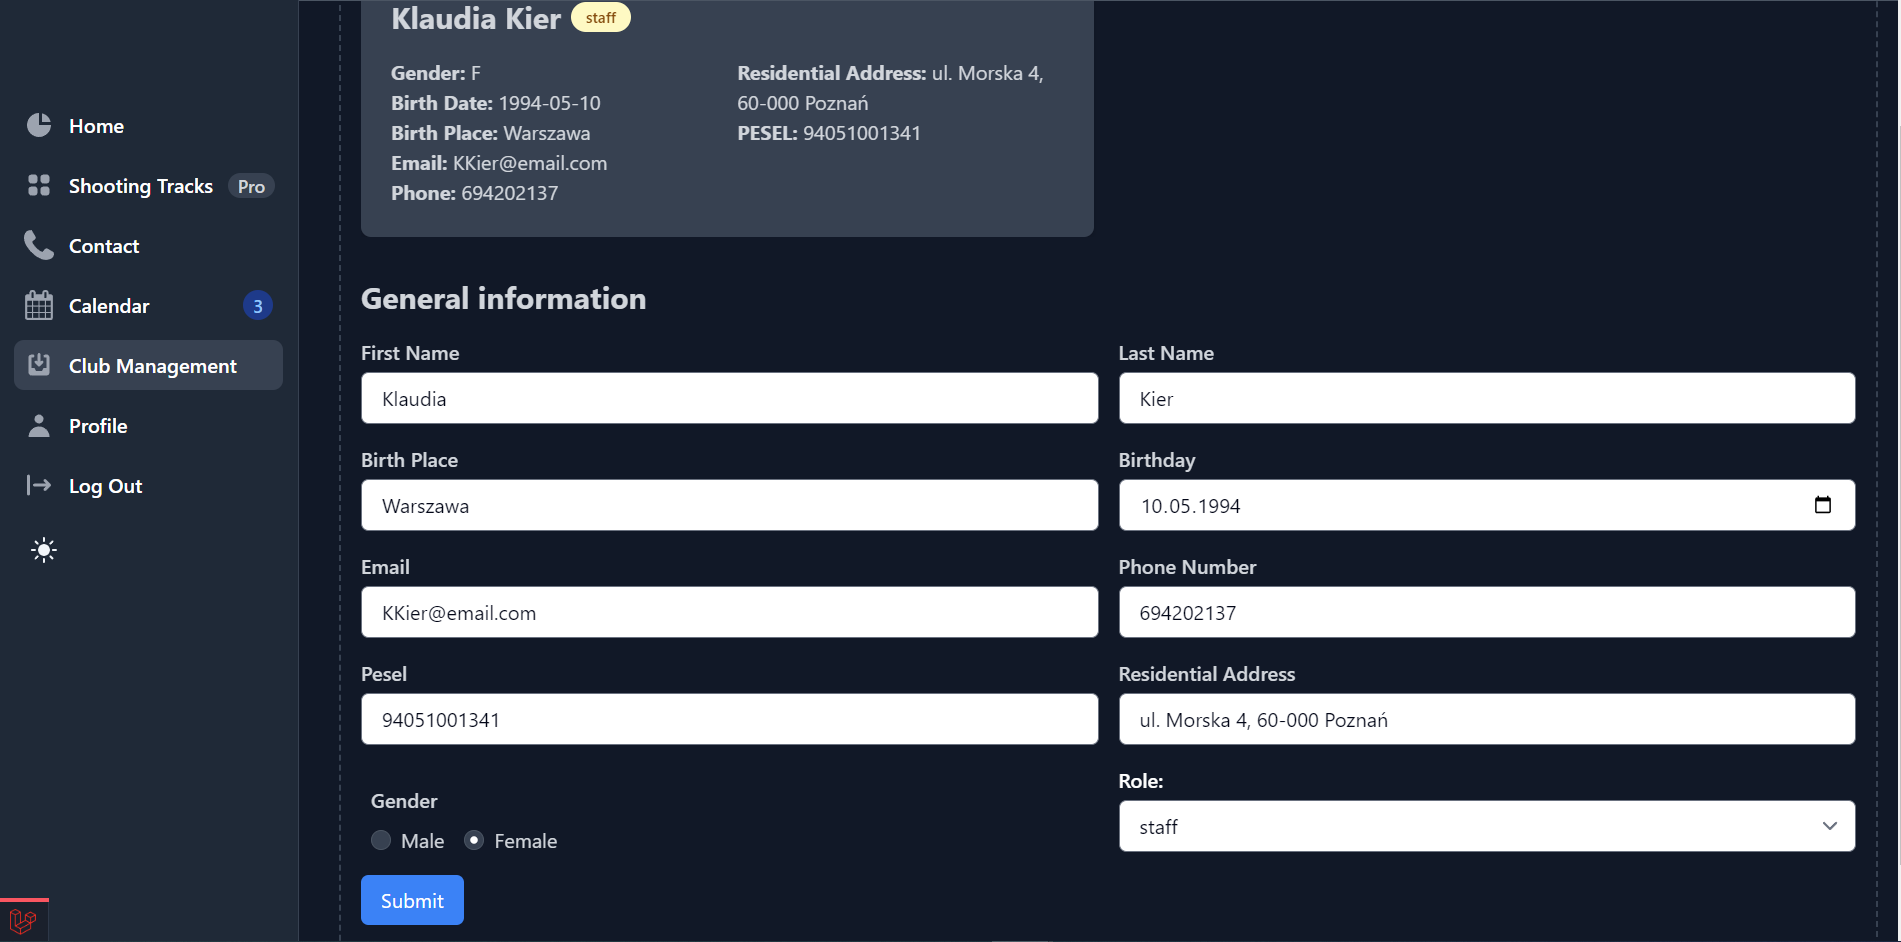 Home
Shooting Tracks Pro
Contact
Calendar 3
Club Management
Profile
Log Out
Klaudia Kier staff
Gender: F
Birth Date: 1994-05-10
Birth Place: Warszawa
Email: KKier@email.com
Phone: 694202137
Residential Address: ul. Morska 4,
60-000 Poznań
PESEL: 94051001341
General information
First Name
Klaudia
Last Name
Kier
Birth Place
Warszawa
Birthday
10.05.1994
Email
KKier@email.com
Phone Number
694202137
Pesel
94051001341
Residential Address
ul. Morska 4, 60-000 Poznań
Gender
Male Female
Role:
staff
Submit